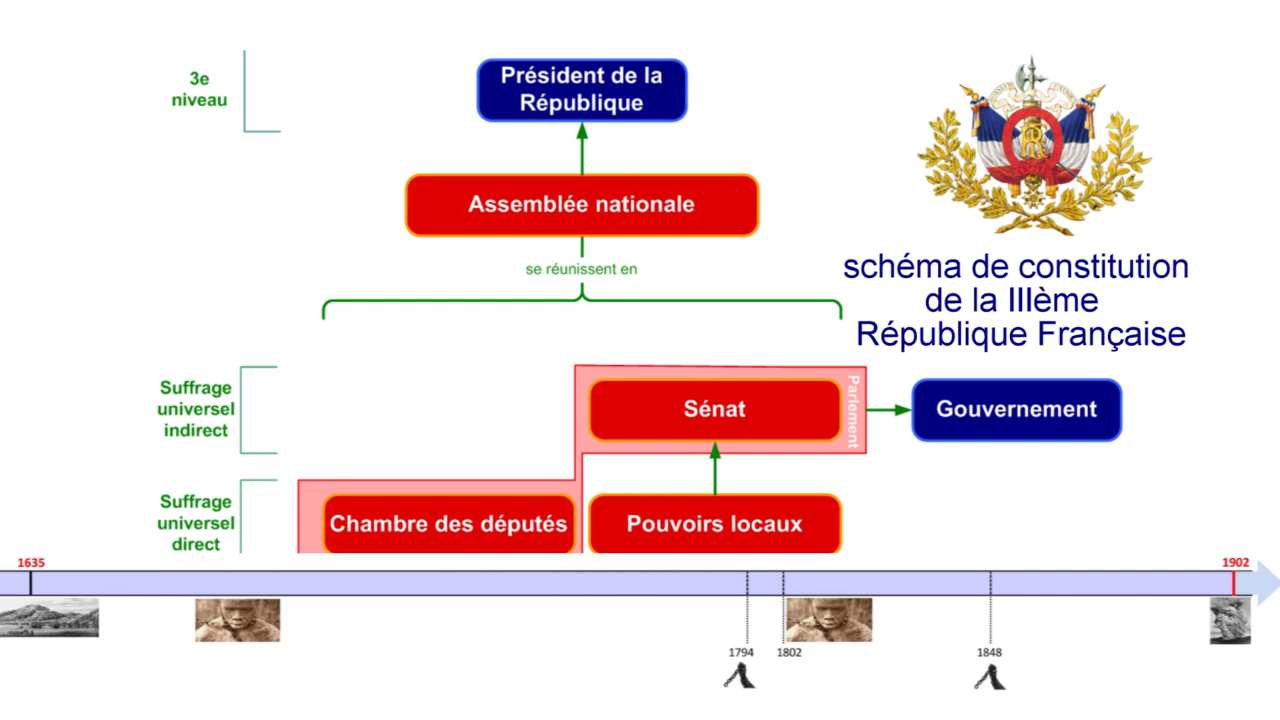 3e
niveau
Président de la
République
Assemblée nationale
se réunissent en
schéma de constitution
de la IIIème
République Française
Suffrage
universel
indirect
Sénat
Parlement
Gouvernement
Suffrage
universel
direct
Chambre des députés
Pouvoirs locaux
1635
1902
1794
1802
1848